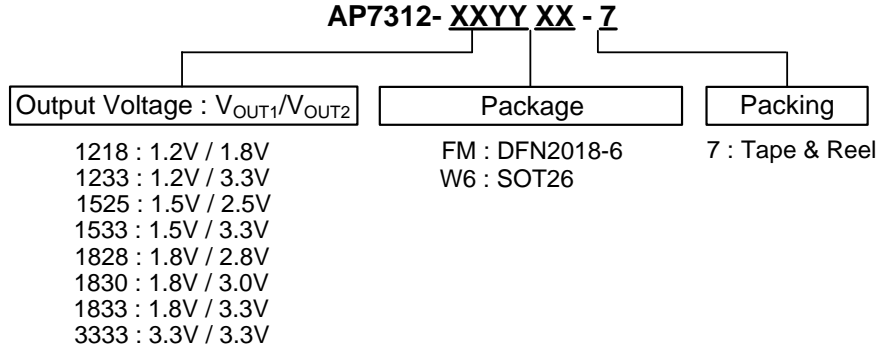 AP7312- XXYY XX - 7
Output Voltage : VOUT1/VOUT2
Package
Packing
1218 : 1.2V / 1.8V
1233 : 1.2V / 3.3V
1525 : 1.5V / 2.5V
1533 : 1.5V / 3.3V
1828 : 1.8V / 2.8V
1830 : 1.8V / 3.0V
1833 : 1.8V / 3.3V
3333 : 3.3V / 3.3V
FM : DFN2018-6
W6 : SOT26
7 : Tape & Reel